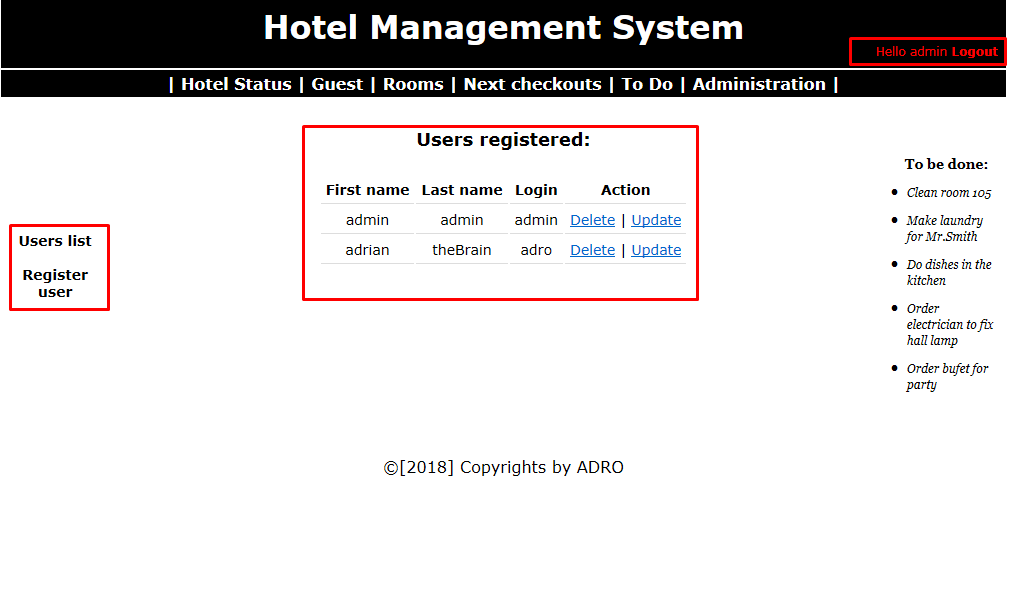 Hotel Management System
Hello admin Logout
| Hotel Status | Guest | Rooms | Next checkouts | To Do | Administration |
Users list
Register
user
Users registered:
First name Last name Login Action
admin admin admin Delete | Update
adrian theBrain adro Delete | Update
To be done:
Clean room 105
Make laundry
for Mr.Smith
Do dishes in the
kitchen
Order
electrician to fix
hall lamp
Order bufet for
party
©[2018] Copyrights by ADRO